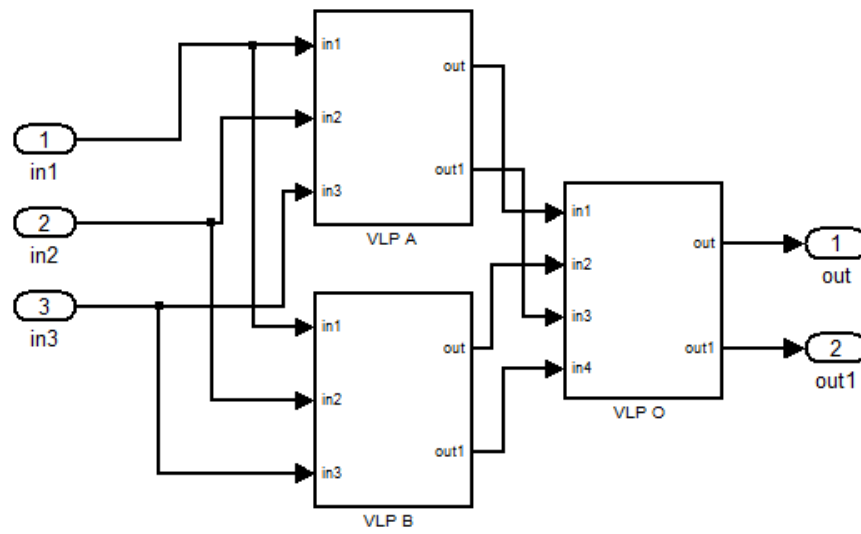 1
in1
2
in2
3
in3
in1
in2
in3
out
out1
VLP A
in1
in2
in3
out
out1
VLP B
in1
in2
in3
in4
out
out1
VLP O
1
out
2
out1